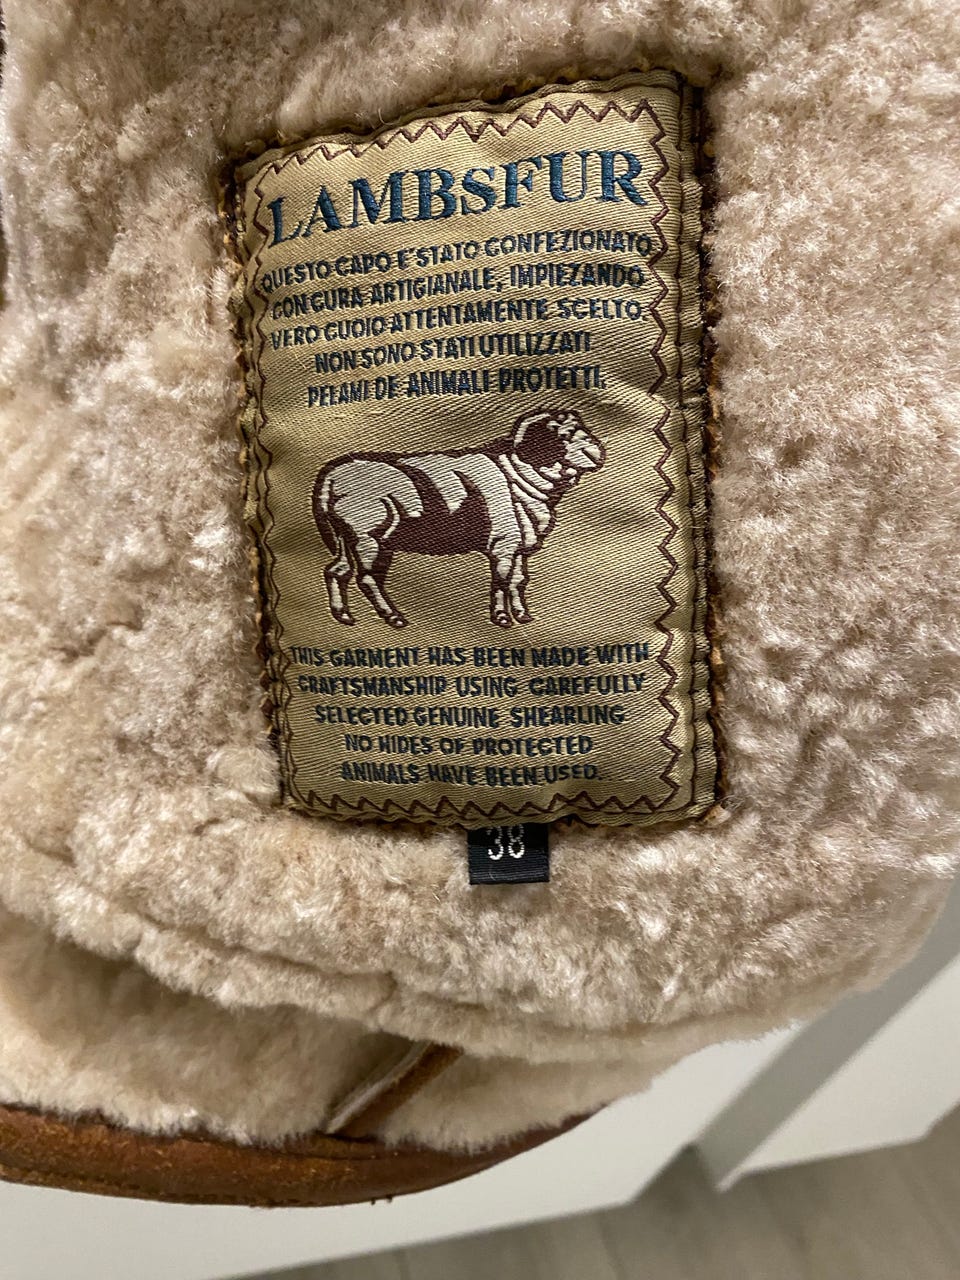 LAMBSFUR
QUESTO CAPO E' STATO CONFEZIONATO
CON CURA ARTIGIANALE, IMPIEZANDO
VERO CUOIO ATTENTAMENTE SCELTO.
NON SONO STATI UTILIZZATI
PELAMI DE ANIMALI PROTETTI.
THIS GARMENT HAS BEEN MADE WITH
CRAFTSMANSHIP USING CAREFULLY
SELECTED GENUINE SHEARLING
NO HIDES OF PROTECTED
ANIMALS HAVE BEEN USED.
38